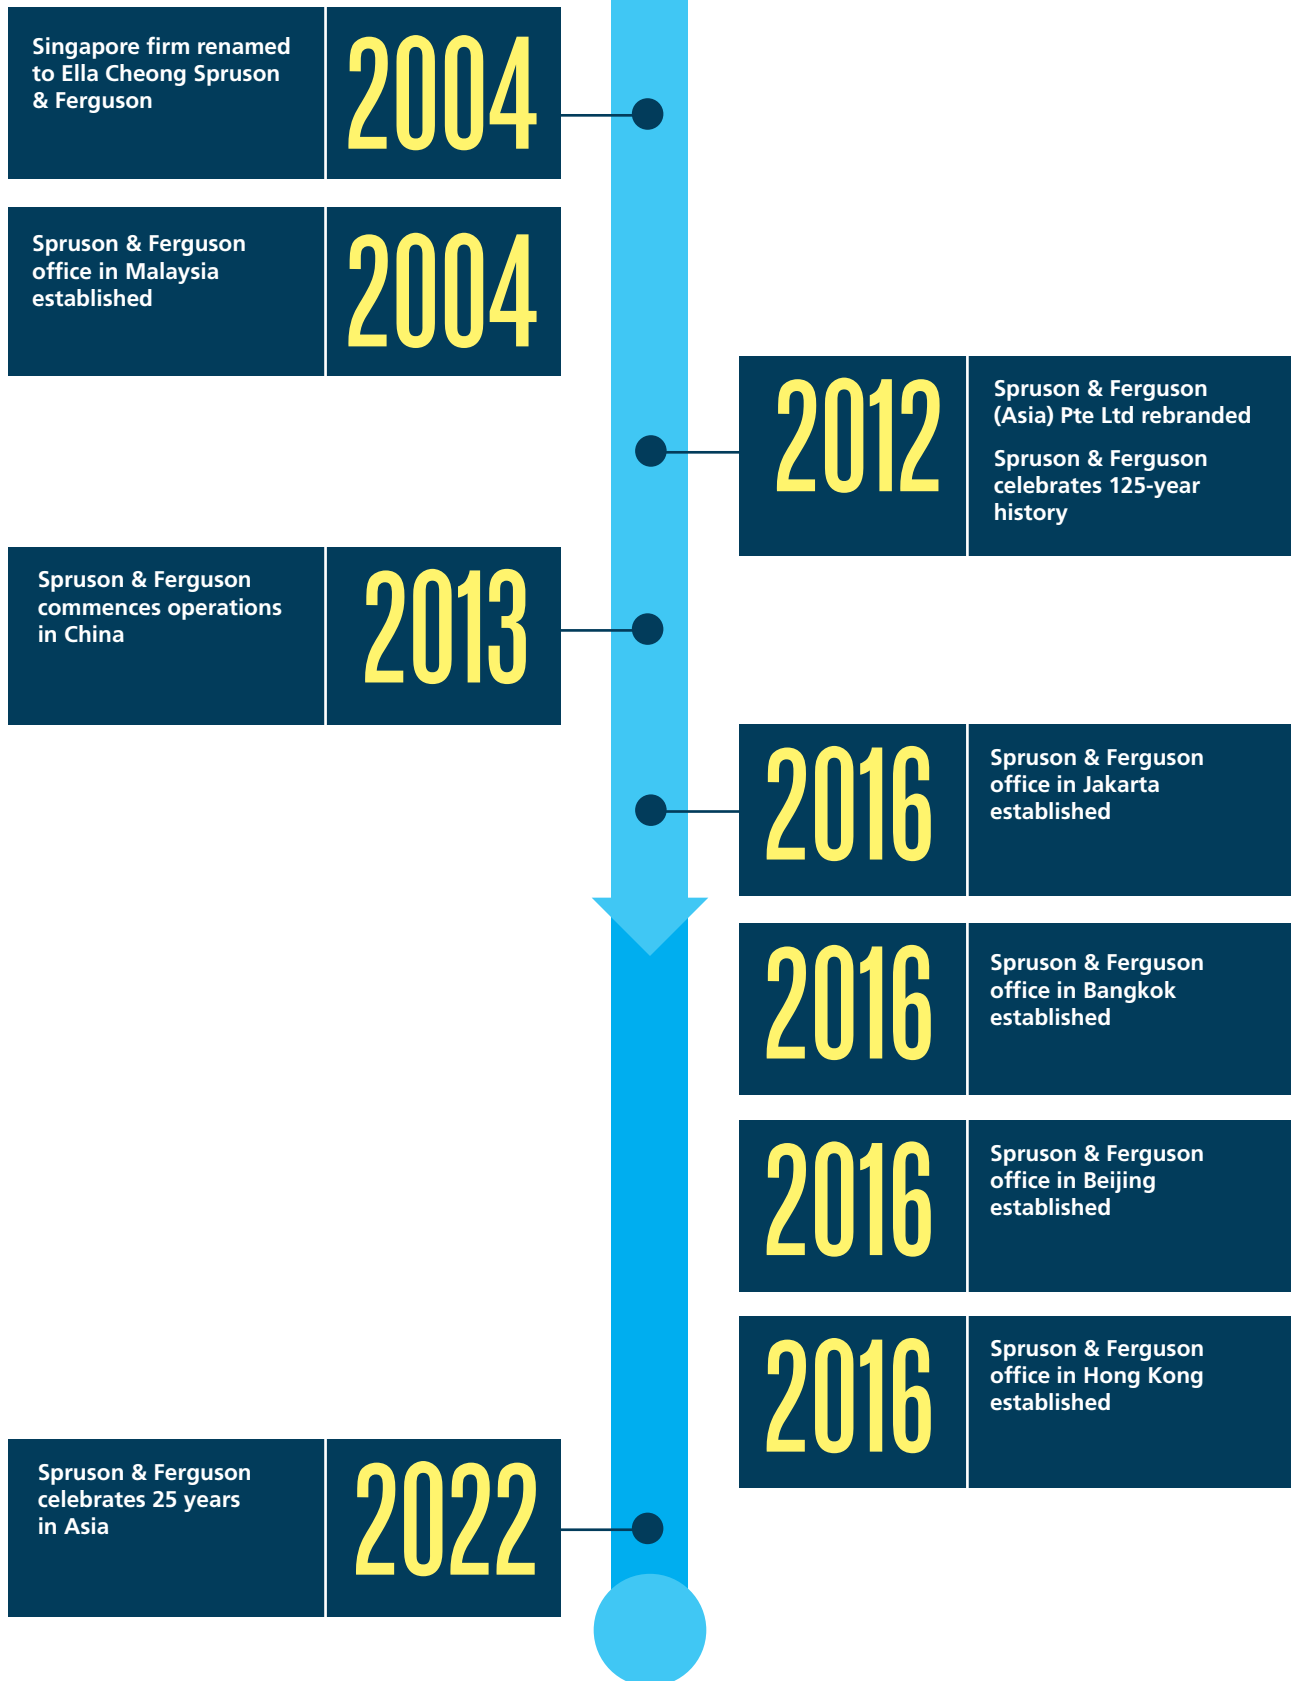 Singapore firm renamed
to Ella Cheong Spruson
& Ferguson
2004
Spruson & Ferguson
office in Malaysia
established
2004
2012
Spruson & Ferguson
(Asia) Pte Ltd rebranded
Spruson & Ferguson
celebrates 125-year
history
Spruson & Ferguson
commences operations
in China
2013
2016
Spruson & Ferguson
office in Jakarta
established
2016
Spruson & Ferguson
office in Bangkok
established
2016
Spruson & Ferguson
office in Beijing
established
2016
Spruson & Ferguson
office in Hong Kong
established
Spruson & Ferguson
celebrates 25 years
in Asia
2022